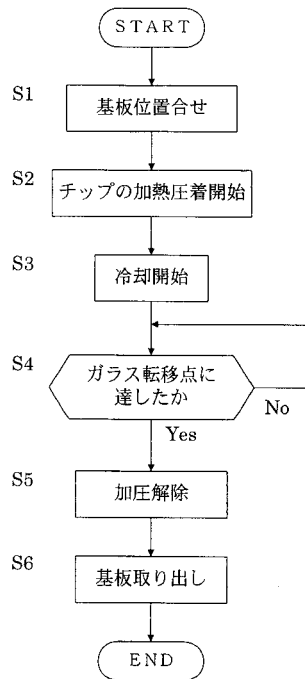 START
S1
基板位置合せ
S2
チップの加熱圧着開始
S3
冷却開始
S4
ガラス転移点に
達したか
No
Yes
S5
加圧解除
S6
基板取り出し
END